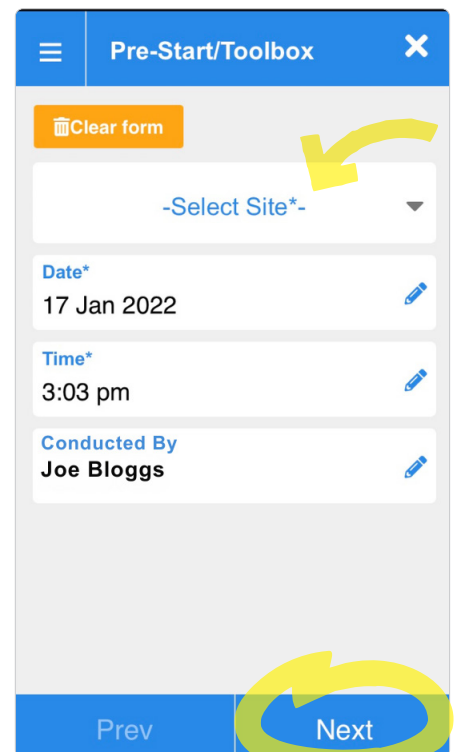 Pre-Start/Toolbox
Clear form
-Select Site*-
Date*
17 Jan 2022
Time*
3:03 pm
Conducted By
Joe Bloggs
Prev Next